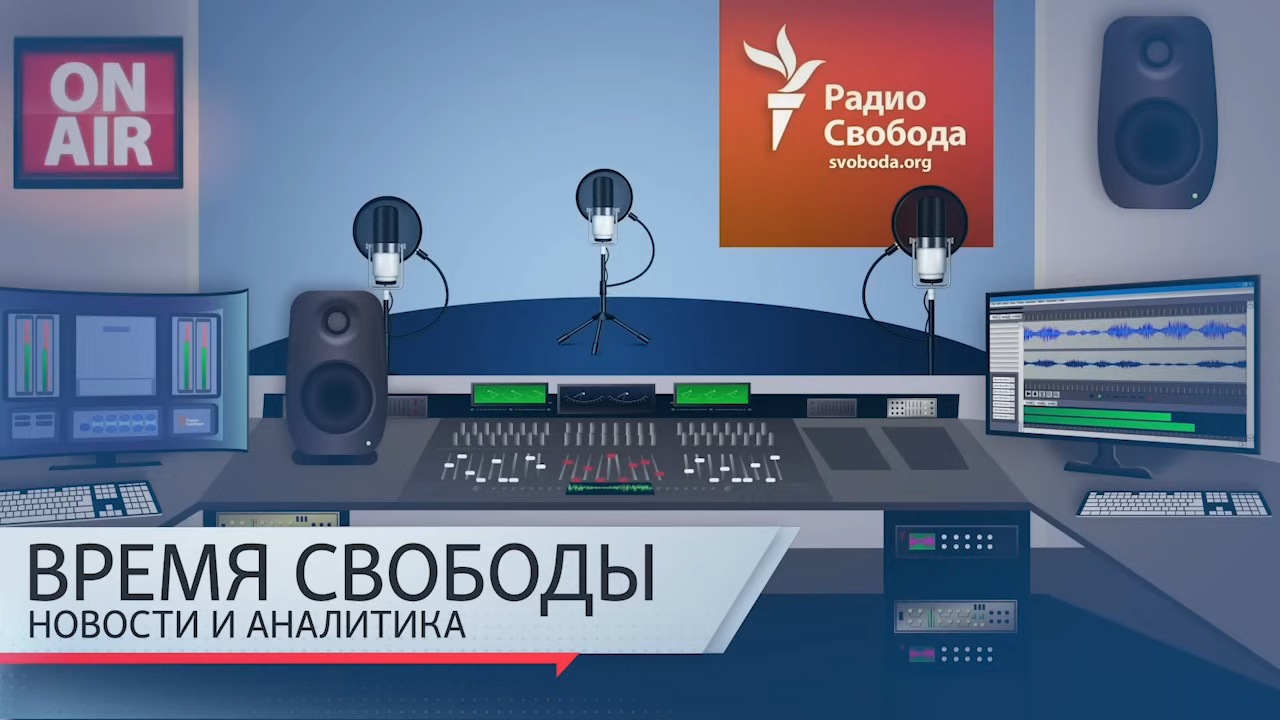 ON
AIR
Радио
Свобода
svoboda.org
ВРЕМЯ СВОБОДЫ
НОВОСТИ И АНАЛИТИКА